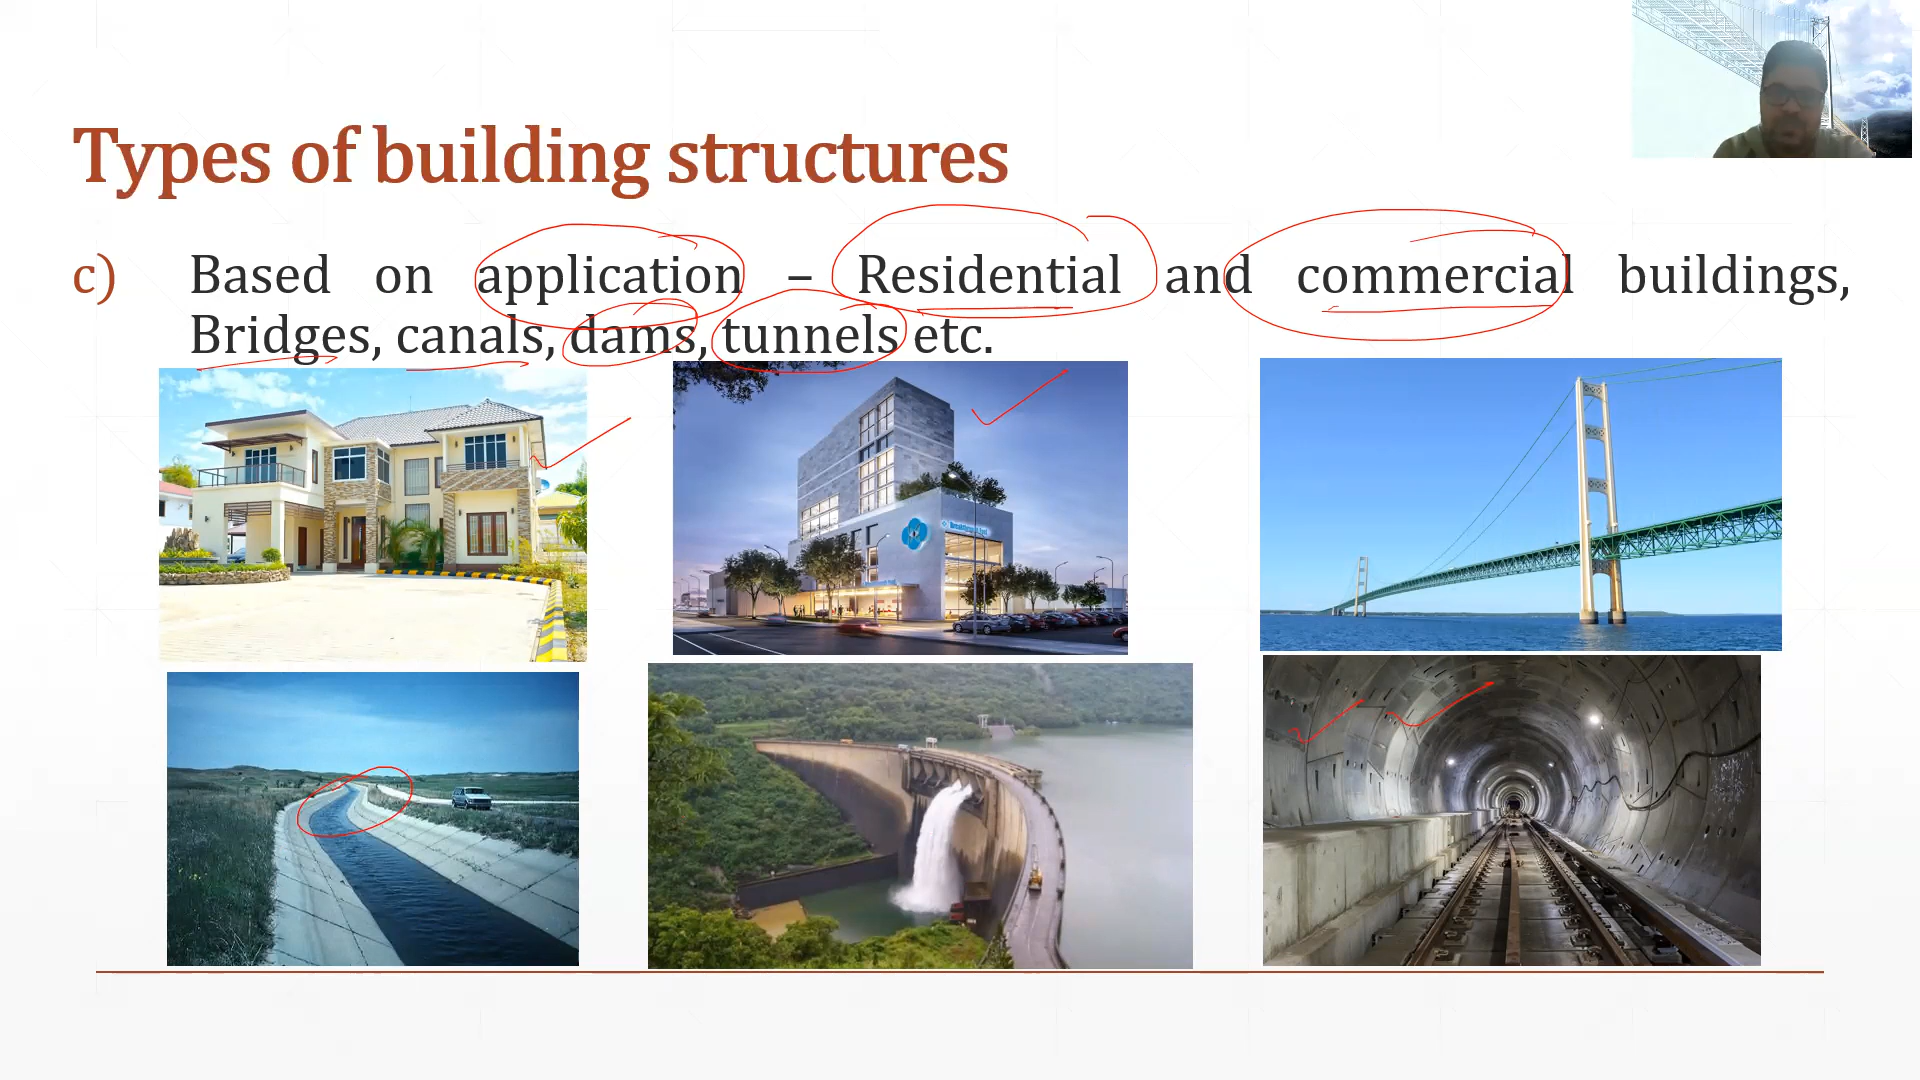 Types of building structures
c) Based on application – Residential and commercial buildings,
Bridges, canals, dams, tunnels etc.